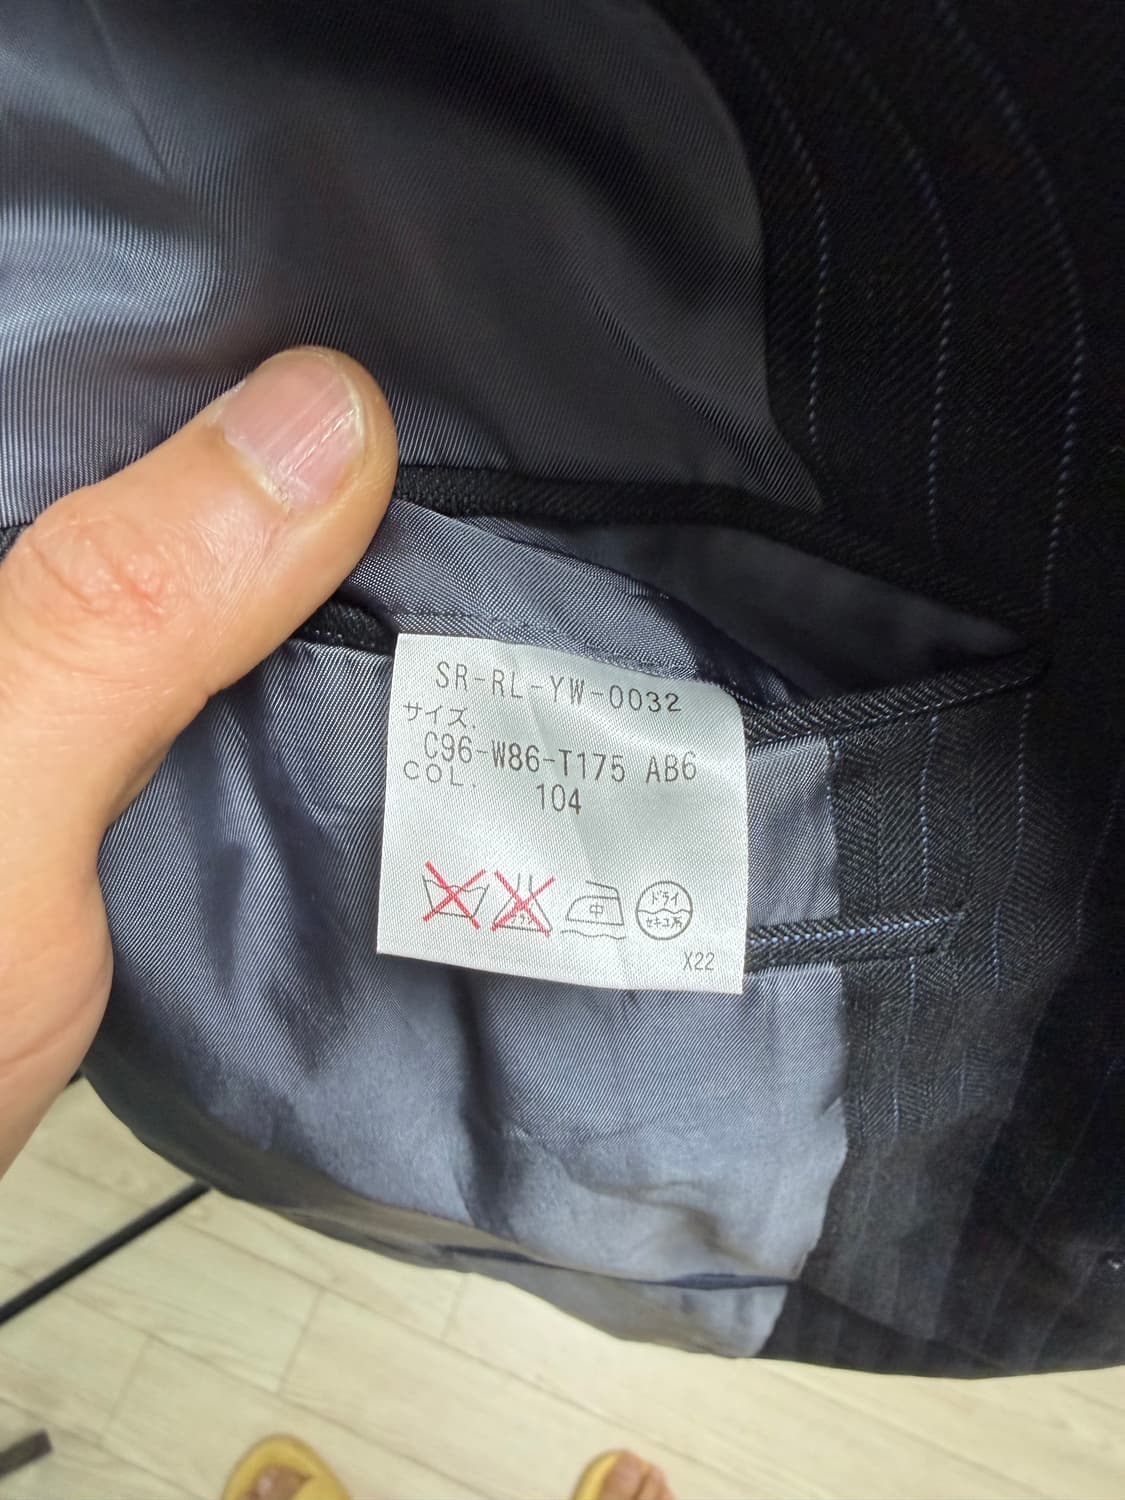 SR-RL-YW-0032
サイズ.
C96-W86-T175 AB6
COL. 104
中
ドライ
セキユ系
X22